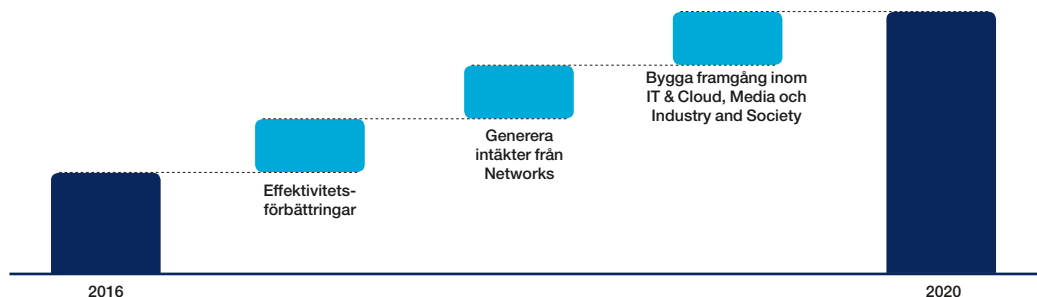 Effektivitets-
förbättringar
Generera
intäkter från
Networks
Bygga framgång inom
IT & Cloud, Media och
Industry and Society
2016
2020